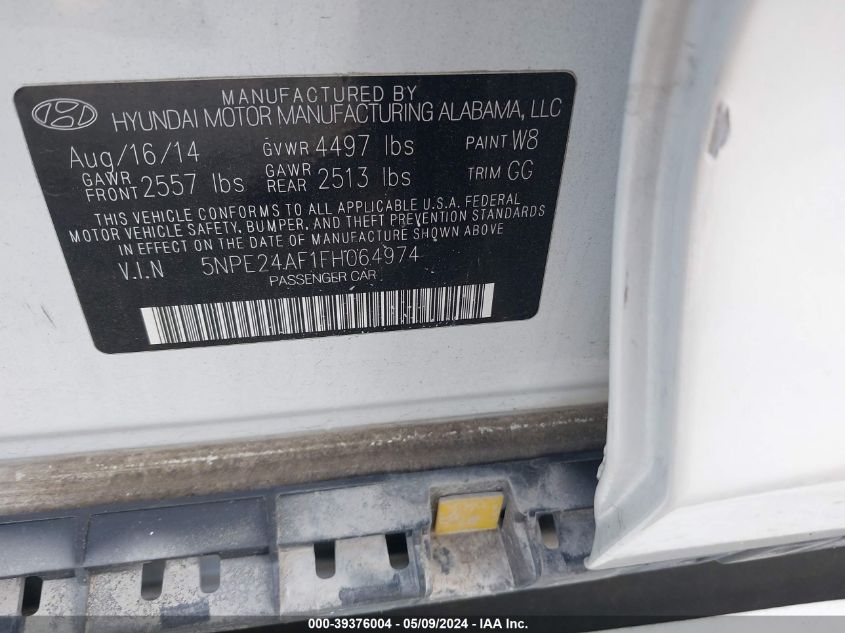 MANUFACTURED BY
HYUNDAI MOTOR MANUFACTURING ALABAMA, LLC
Aug/16/14 GVWR 4497 lbs PAINT W8
GAWR FRONT 2557 lbs GAWR REAR 2513 lbs TRIM GG
THIS VEHICLE CONFORMS TO ALL APPLICABLE U.S.A. FEDERAL
MOTOR VEHICLE SAFETY, BUMPER, AND THEFT PREVENTION STANDARDS
IN EFFECT ON THE DATE OF MANUFACTURE SHOWN ABOVE
V.I.N 5NPE24AF1FH064974
PASSENGER CAR
000-39376004 - 05/09/2024 - IAA Inc.